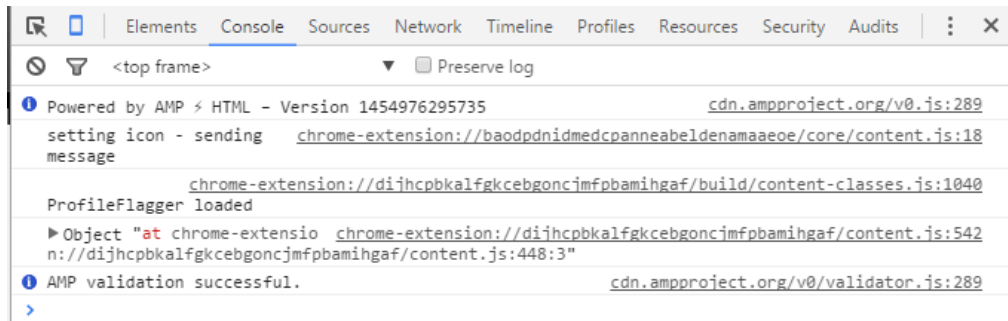 Elements Console Sources Network Timeline Profiles Resources Security Audits
<top frame> ▼ Preserve log
Powered by AMP ⚡ HTML – Version 1454976295735 cdn.ampproject.org/v0.js:289
setting icon - sending chrome-extension://baodpdnidmedcpanneabeldenamaaeoe/core/content.js:18
message
chrome-extension://dijhcpbkalfgkcebgoncjmfpbamihgaf/build/content-classes.js:1040
ProfileFlagger loaded
▶Object "at chrome-extensio chrome-extension://dijhcpbkalfgkcebgoncjmfpbamihgaf/content.js:542
n://dijhcpbkalfgkcebgoncjmfpbamihgaf/content.js:448:3"
AMP validation successful. cdn.ampproject.org/v0/validator.js:289
>